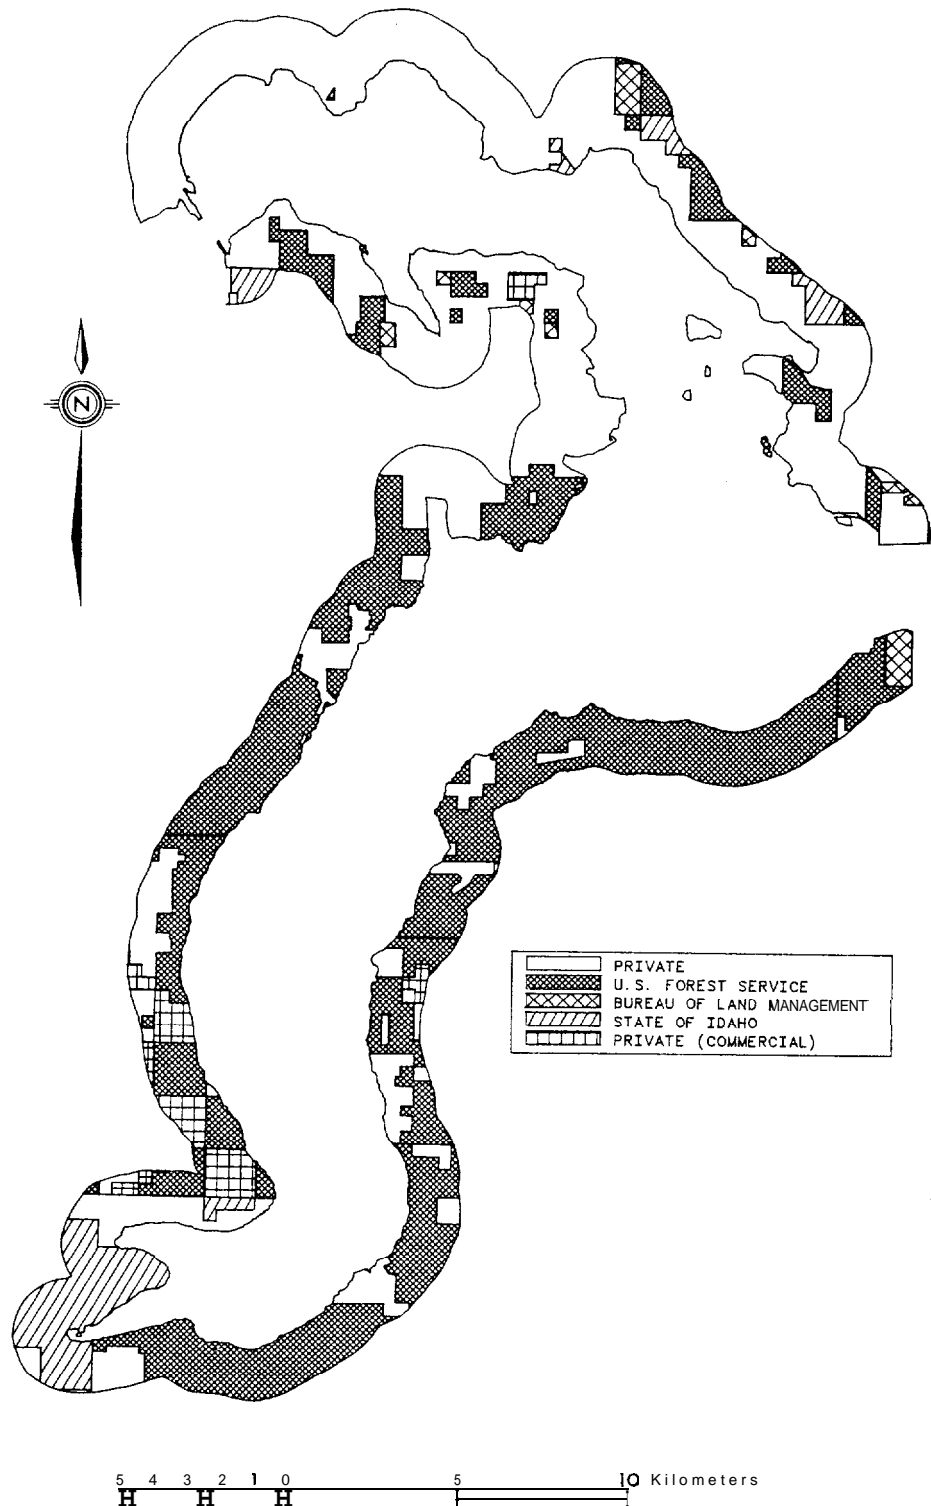 N
PRIVATE
U.S. FOREST SERVICE
BUREAU OF LAND MANAGEMENT
STATE OF IDAHO
PRIVATE (COMMERCIAL)
5 4 3 2 1 0 5 10 Kilometers
H H H